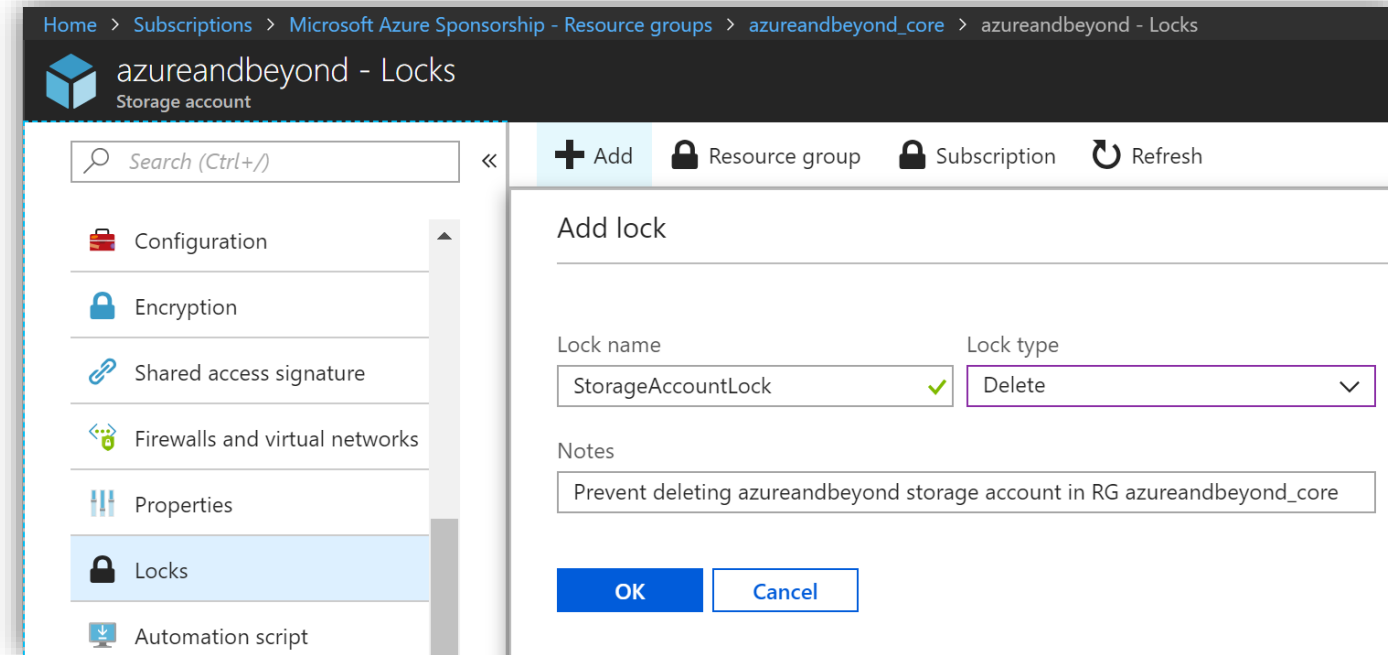 Home > Subscriptions > Microsoft Azure Sponsorship - Resource groups > azureandbeyond_core > azureandbeyond - Locks
azureandbeyond - Locks
Storage account
Search (Ctrl+/)
«
Add
Resource group
Subscription
Refresh
Configuration
Encryption
Shared access signature
Firewalls and virtual networks
Properties
Locks
Automation script
Add lock
Lock name
Lock type
StorageAccountLock
Delete
Notes
Prevent deleting azureandbeyond storage account in RG azureandbeyond_core
OK
Cancel